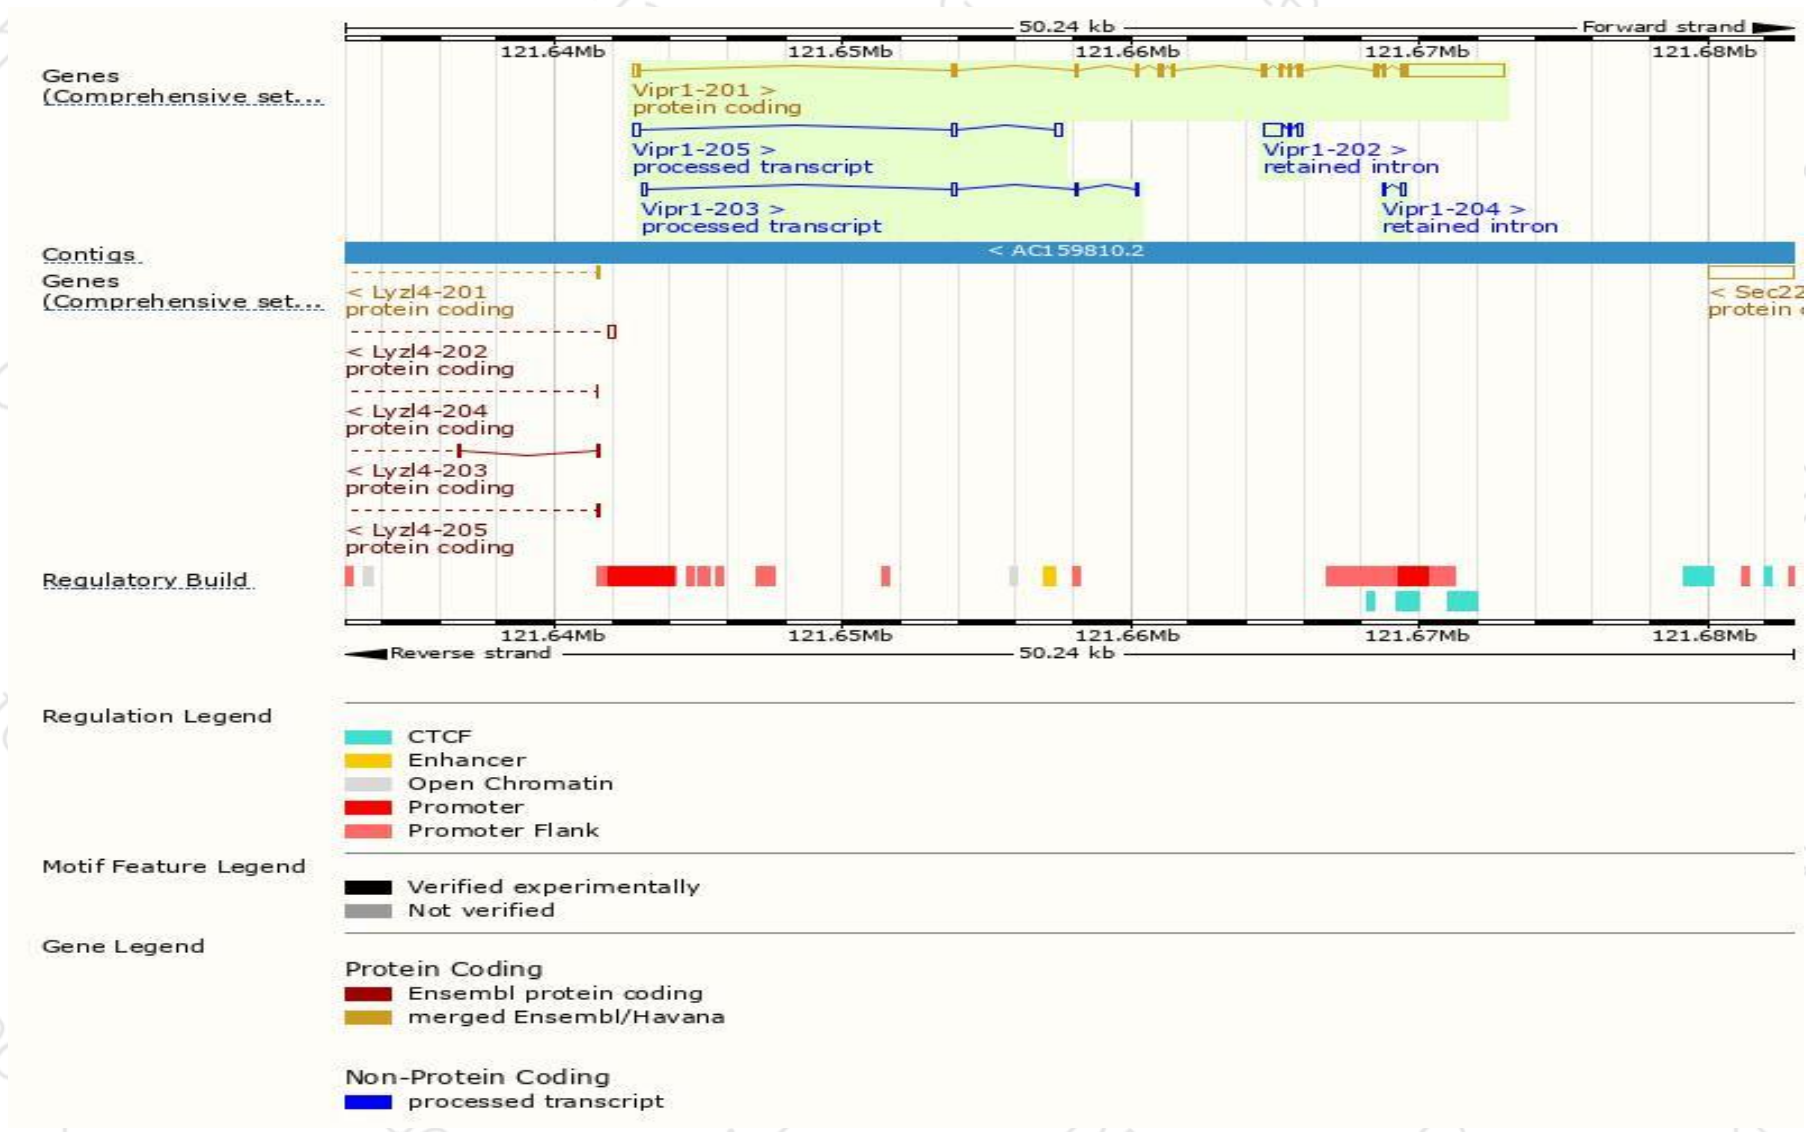 50.24 kb
Forward strand
121.64Mb 121.65Mb 121.66Mb 121.67Mb 121.68Mb
Genes
(Comprehensive set...
Vipr1-201 >
protein coding
Vipr1-205 >
processed transcript
Vipr1-202 >
retained intron
Vipr1-203 >
processed transcript
Vipr1-204 >
retained intron
Contigs
< AC159810.2
Genes
(Comprehensive set...
< Lyzl4-201
protein coding
< Sec22
protein
< Lyzl4-202
protein coding
< Lyzl4-204
protein coding
< Lyzl4-203
protein coding
< Lyzl4-205
protein coding
Regulatory Build
121.64Mb 121.65Mb 121.66Mb 121.67Mb 121.68Mb
Reverse strand
50.24 kb
Regulation Legend
CTCF
Enhancer
Open Chromatin
Promoter
Promoter Flank
Motif Feature Legend
Verified experimentally
Not verified
Gene Legend
Protein Coding
Ensembl protein coding
merged Ensembl/Havana
Non-Protein Coding
processed transcript